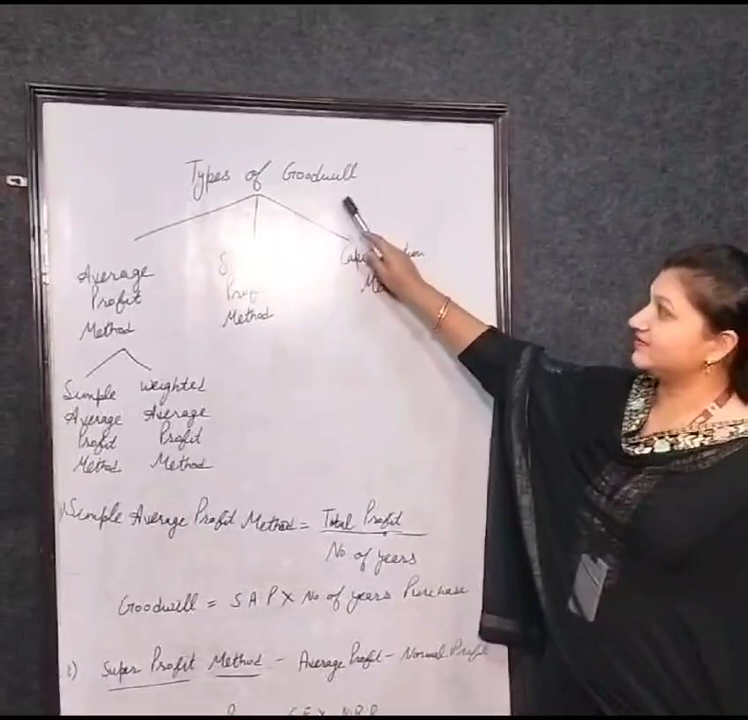 Types of Goodwill
Average
Profit
Method
Method
Simple weighted
Average Average
Profit Profit
Method Method
Simple Average Profit Method = Total Profit
No of years
Goodwill = S A P X No of years Purchase
Super Profit Method - Average Profit - Normal Profit